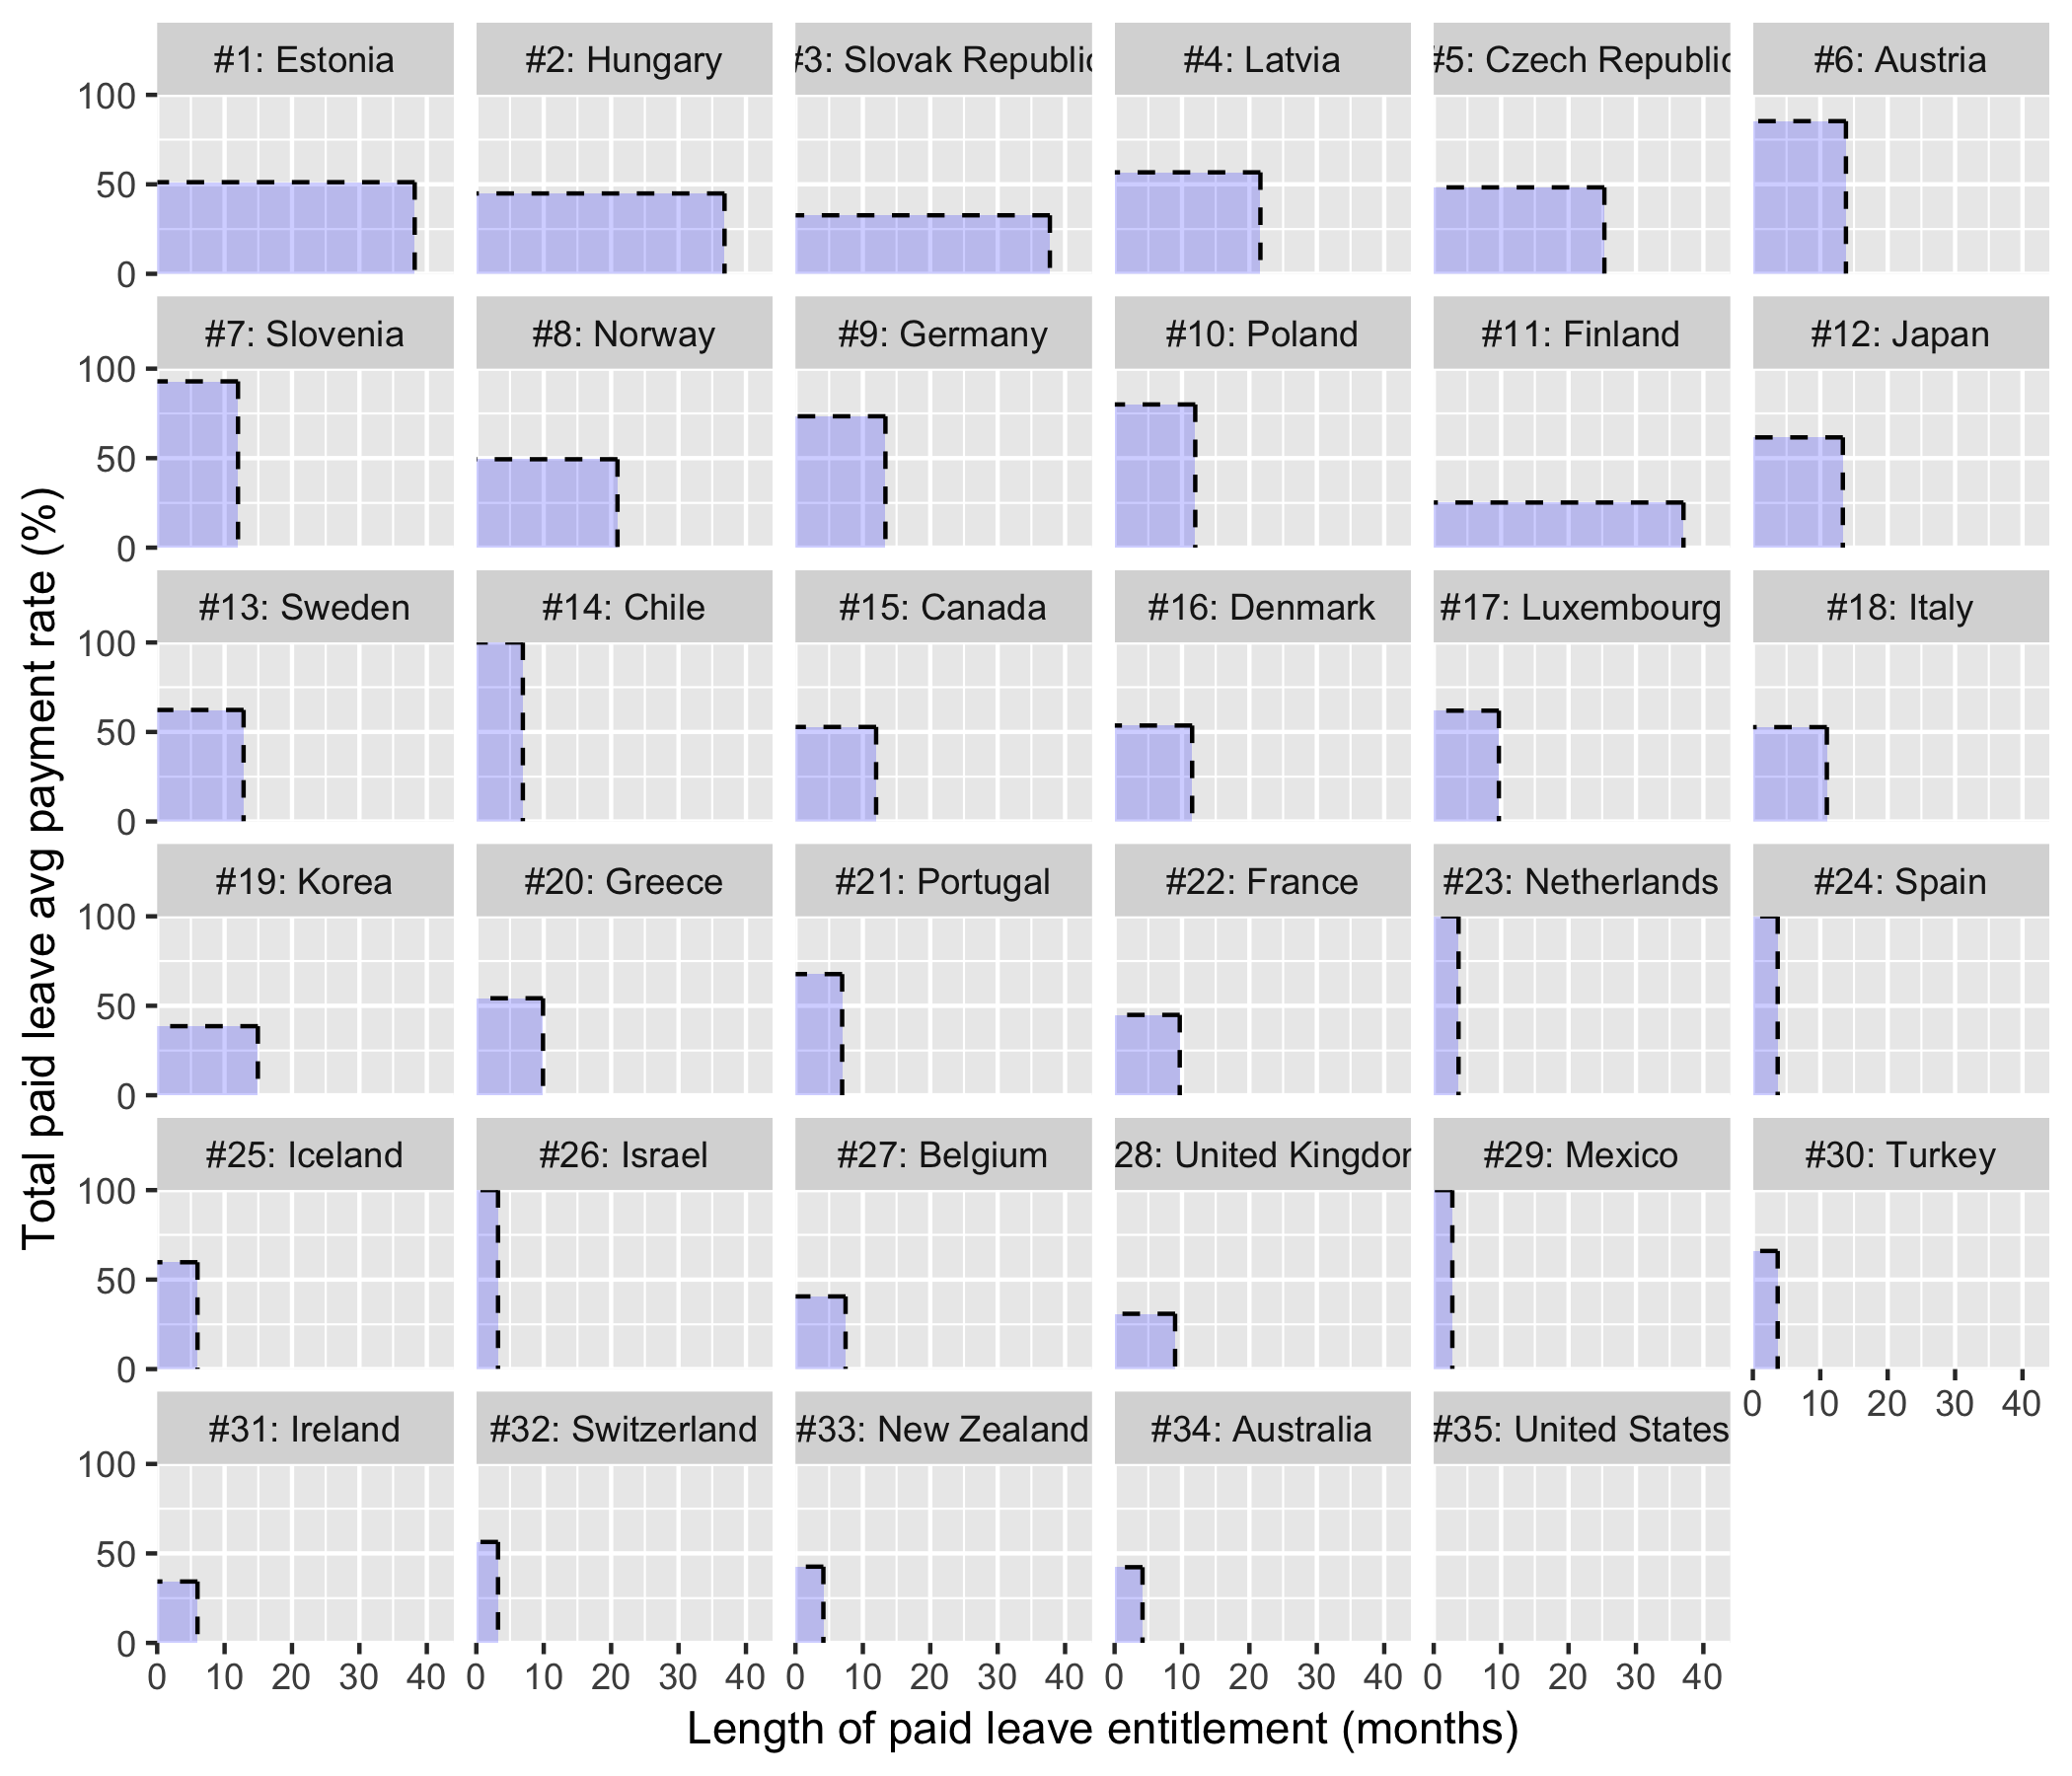 #1: Estonia
#2: Hungary
#3: Slovak Republic
#4: Latvia
#5: Czech Republic
#6: Austria
100
50
0
#7: Slovenia
#8: Norway
#9: Germany
#10: Poland
#11: Finland
#12: Japan
100
50
0
#13: Sweden
#14: Chile
#15: Canada
#16: Denmark
#17: Luxembourg
#18: Italy
100
50
0
#19: Korea
#20: Greece
#21: Portugal
#22: France
#23: Netherlands
#24: Spain
100
50
0
#25: Iceland
#26: Israel
#27: Belgium
28: United Kingdom
#29: Mexico
#30: Turkey
100
50
0
0 10 20 30 40
#31: Ireland
#32: Switzerland
#33: New Zealand
#34: Australia
#35: United States
100
50
0
0 10 20 30 40
0 10 20 30 40
0 10 20 30 40
0 10 20 30 40
0 10 20 30 40
Length of paid leave entitlement (months)
Total paid leave avg payment rate (%)